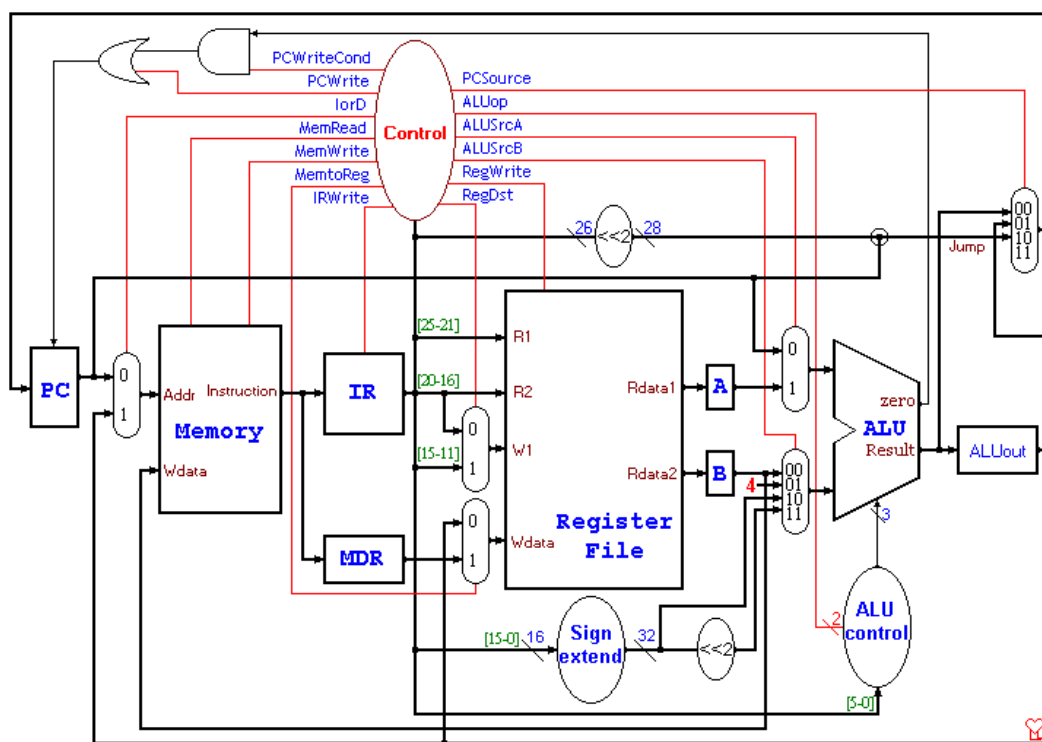 PCWriteCond
PCWrite
IorD
MemRead
MemWrite
MemtoReg
IRWrite
Control
PCSource
ALUop
ALUSrcA
ALUSrcB
RegWrite
RegDst
26
<<2
28
Jump
00
01
10
11
PC
0
1
Addr
Instruction
Memory
Wdata
IR
MDR
[25-21]
[20-16]
[15-11]
0
1
0
1
R1
R2
W1
Wdata
Rdata1
Rdata2
Register
File
A
B
0
1
4
00
01
10
11
zero
ALU
Result
ALUout
3
[15-0]
16
Sign
extend
32
<<2
2
ALU
control
[5-0]